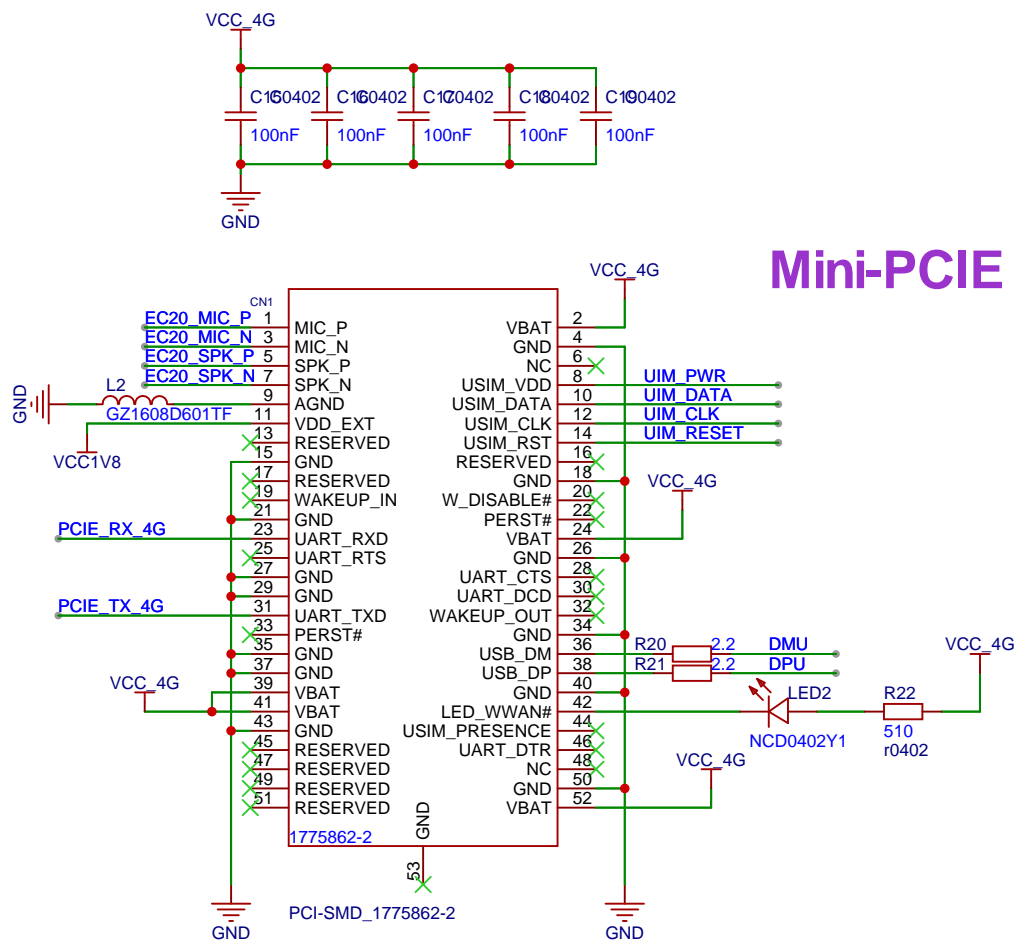 VCC_4G
C15 C0402 C16 C0402 C17 C0402 C18 C0402 C19 C0402
100nF 100nF 100nF 100nF 100nF
GND
Mini-PCIE
VCC_4G
CN1
EC20_MIC_P 1 MIC_P VBAT 2
EC20_MIC_N 3 MIC_N GND 4
EC20_SPK_P 5 SPK_P NC 6
EC20_SPK_N 7 SPK_N USIM_VDD 8 UIM_PWR
GND L2 9 AGND USIM_DATA 10 UIM_DATA
GZ1608D601TF 11 VDD_EXT USIM_CLK 12 UIM_CLK
13 RESERVED USIM_RST 14 UIM_RESET
VCC1V8 15 GND RESERVED 16
17 RESERVED GND 18 VCC_4G
19 WAKEUP_IN W_DISABLE# 20
21 GND PERST# 22
PCIE_RX_4G 23 UART_RXD VBAT 24
25 UART_RTS GND 26
27 GND UART_CTS 28
29 GND UART_DCD 30
PCIE_TX_4G 31 UART_TXD WAKEUP_OUT 32
33 PERST# GND 34
35 GND USB_DM 36 R20 2.2 DMU VCC_4G
37 GND USB_DP 38 R21 2.2 DPU
VCC_4G 39 VBAT GND 40 LED2 R22
41 VBAT LED_WWAN# 42
43 GND USIM_PRESENCE 44 510
45 RESERVED UART_DTR 46 NCD0402Y1 r0402
47 RESERVED NC 48 VCC_4G
49 RESERVED GND 50
51 RESERVED VBAT 52
GND
1775862-2
53
PCI-SMD_1775862-2
GND GND